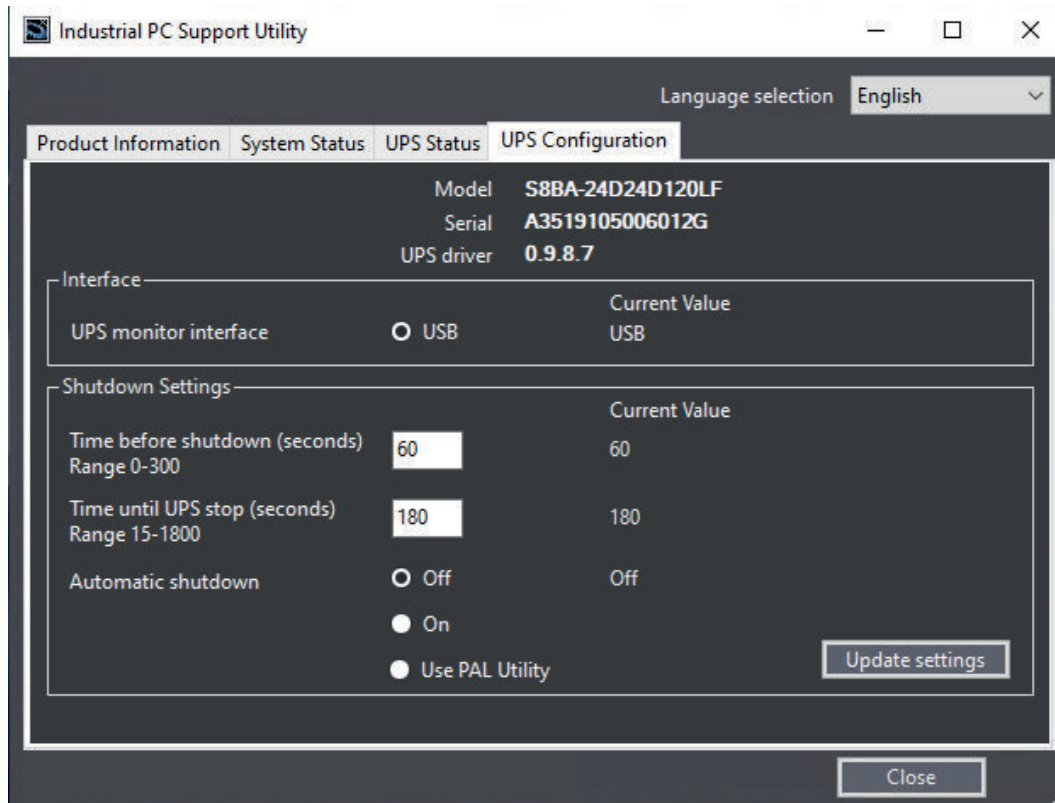 Industrial PC Support Utility
Language selection English
Product Information System Status UPS Status UPS Configuration
Model S8BA-24D24D120LF
Serial A3519105006012G
UPS driver 0.9.8.7
Interface
Current Value
UPS monitor interface USB USB
Shutdown Settings
Current Value
Time before shutdown (seconds)
Range 0-300
60 60
Time until UPS stop (seconds)
Range 15-1800
180 180
Automatic shutdown Off Off
On
Use PAL Utility
Update settings
Close